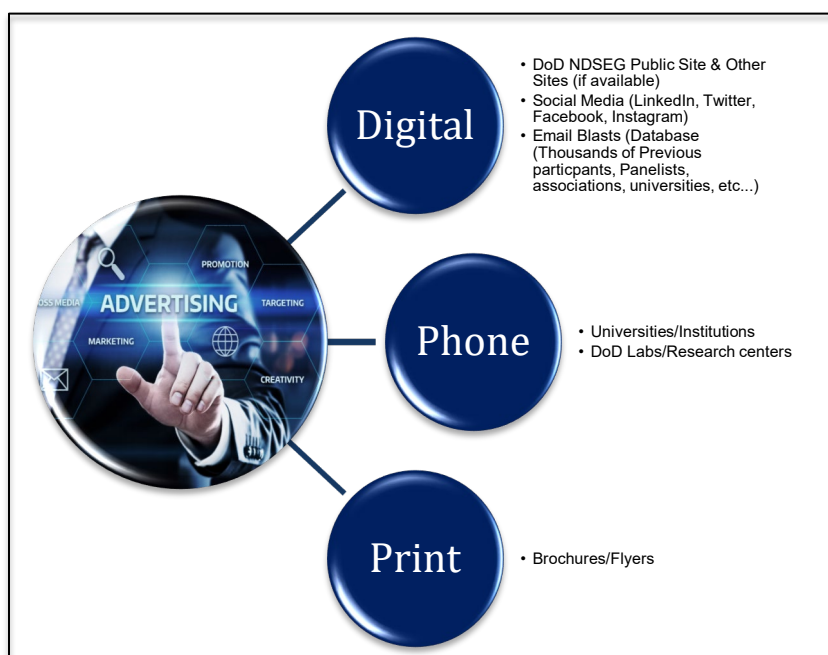 Digital
• DoD NDSEG Public Site & Other
Sites (if available)
• Social Media (LinkedIn, Twitter,
Facebook, Instagram)
• Email Blasts (Database
(Thousands of Previous
particpants, Panelists,
associations, universities, etc...)
PROMOTION
OSS MEDIA
ADVERTISING
TARGETING
MARKETING
CREATIVITY
Phone
• Universities/Institutions
• DoD Labs/Research centers
Print
• Brochures/Flyers